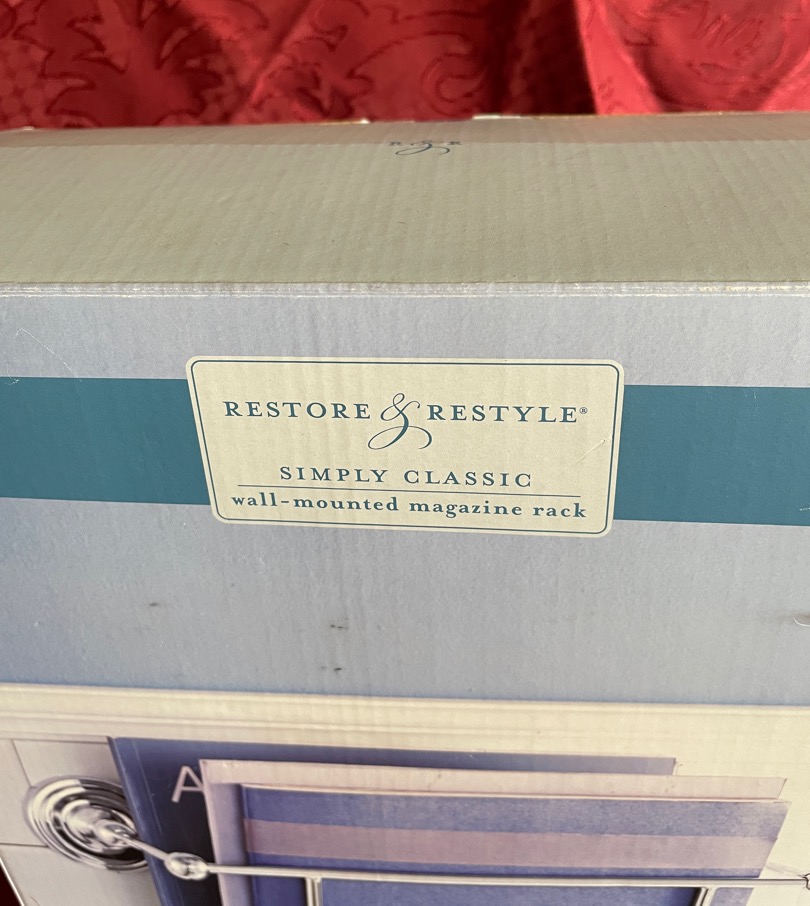 R & R
RESTORE & RESTYLE®
SIMPLY CLASSIC
wall-mounted magazine rack
A